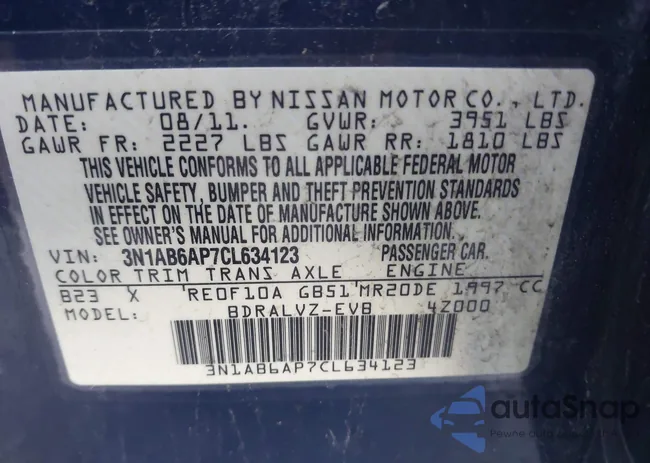 MANUFACTURED BY NISSAN MOTOR CO., LTD.
DATE: 08/11. GVWR: 3951 LBS
GAWR FR: 2227 LBS GAWR RR: 1810 LBS
THIS VEHICLE CONFORMS TO ALL APPLICABLE FEDERAL MOTOR
VEHICLE SAFETY, BUMPER AND THEFT PREVENTION STANDARDS
IN EFFECT ON THE DATE OF MANUFACTURE SHOWN ABOVE.
SEE OWNER'S MANUAL FOR ADDITIONAL INFORMATION.
VIN: 3N1AB6AP7CL634123 PASSENGER CAR.
COLOR TRIM TRANS AXLE ENGINE
B23 X RE0F10A GB51 MR20DE 1997 CC
MODEL: BDRALVZ-EVB 4Z000
3N1AB6AP7CL634123
autoSnap
Pewne auto